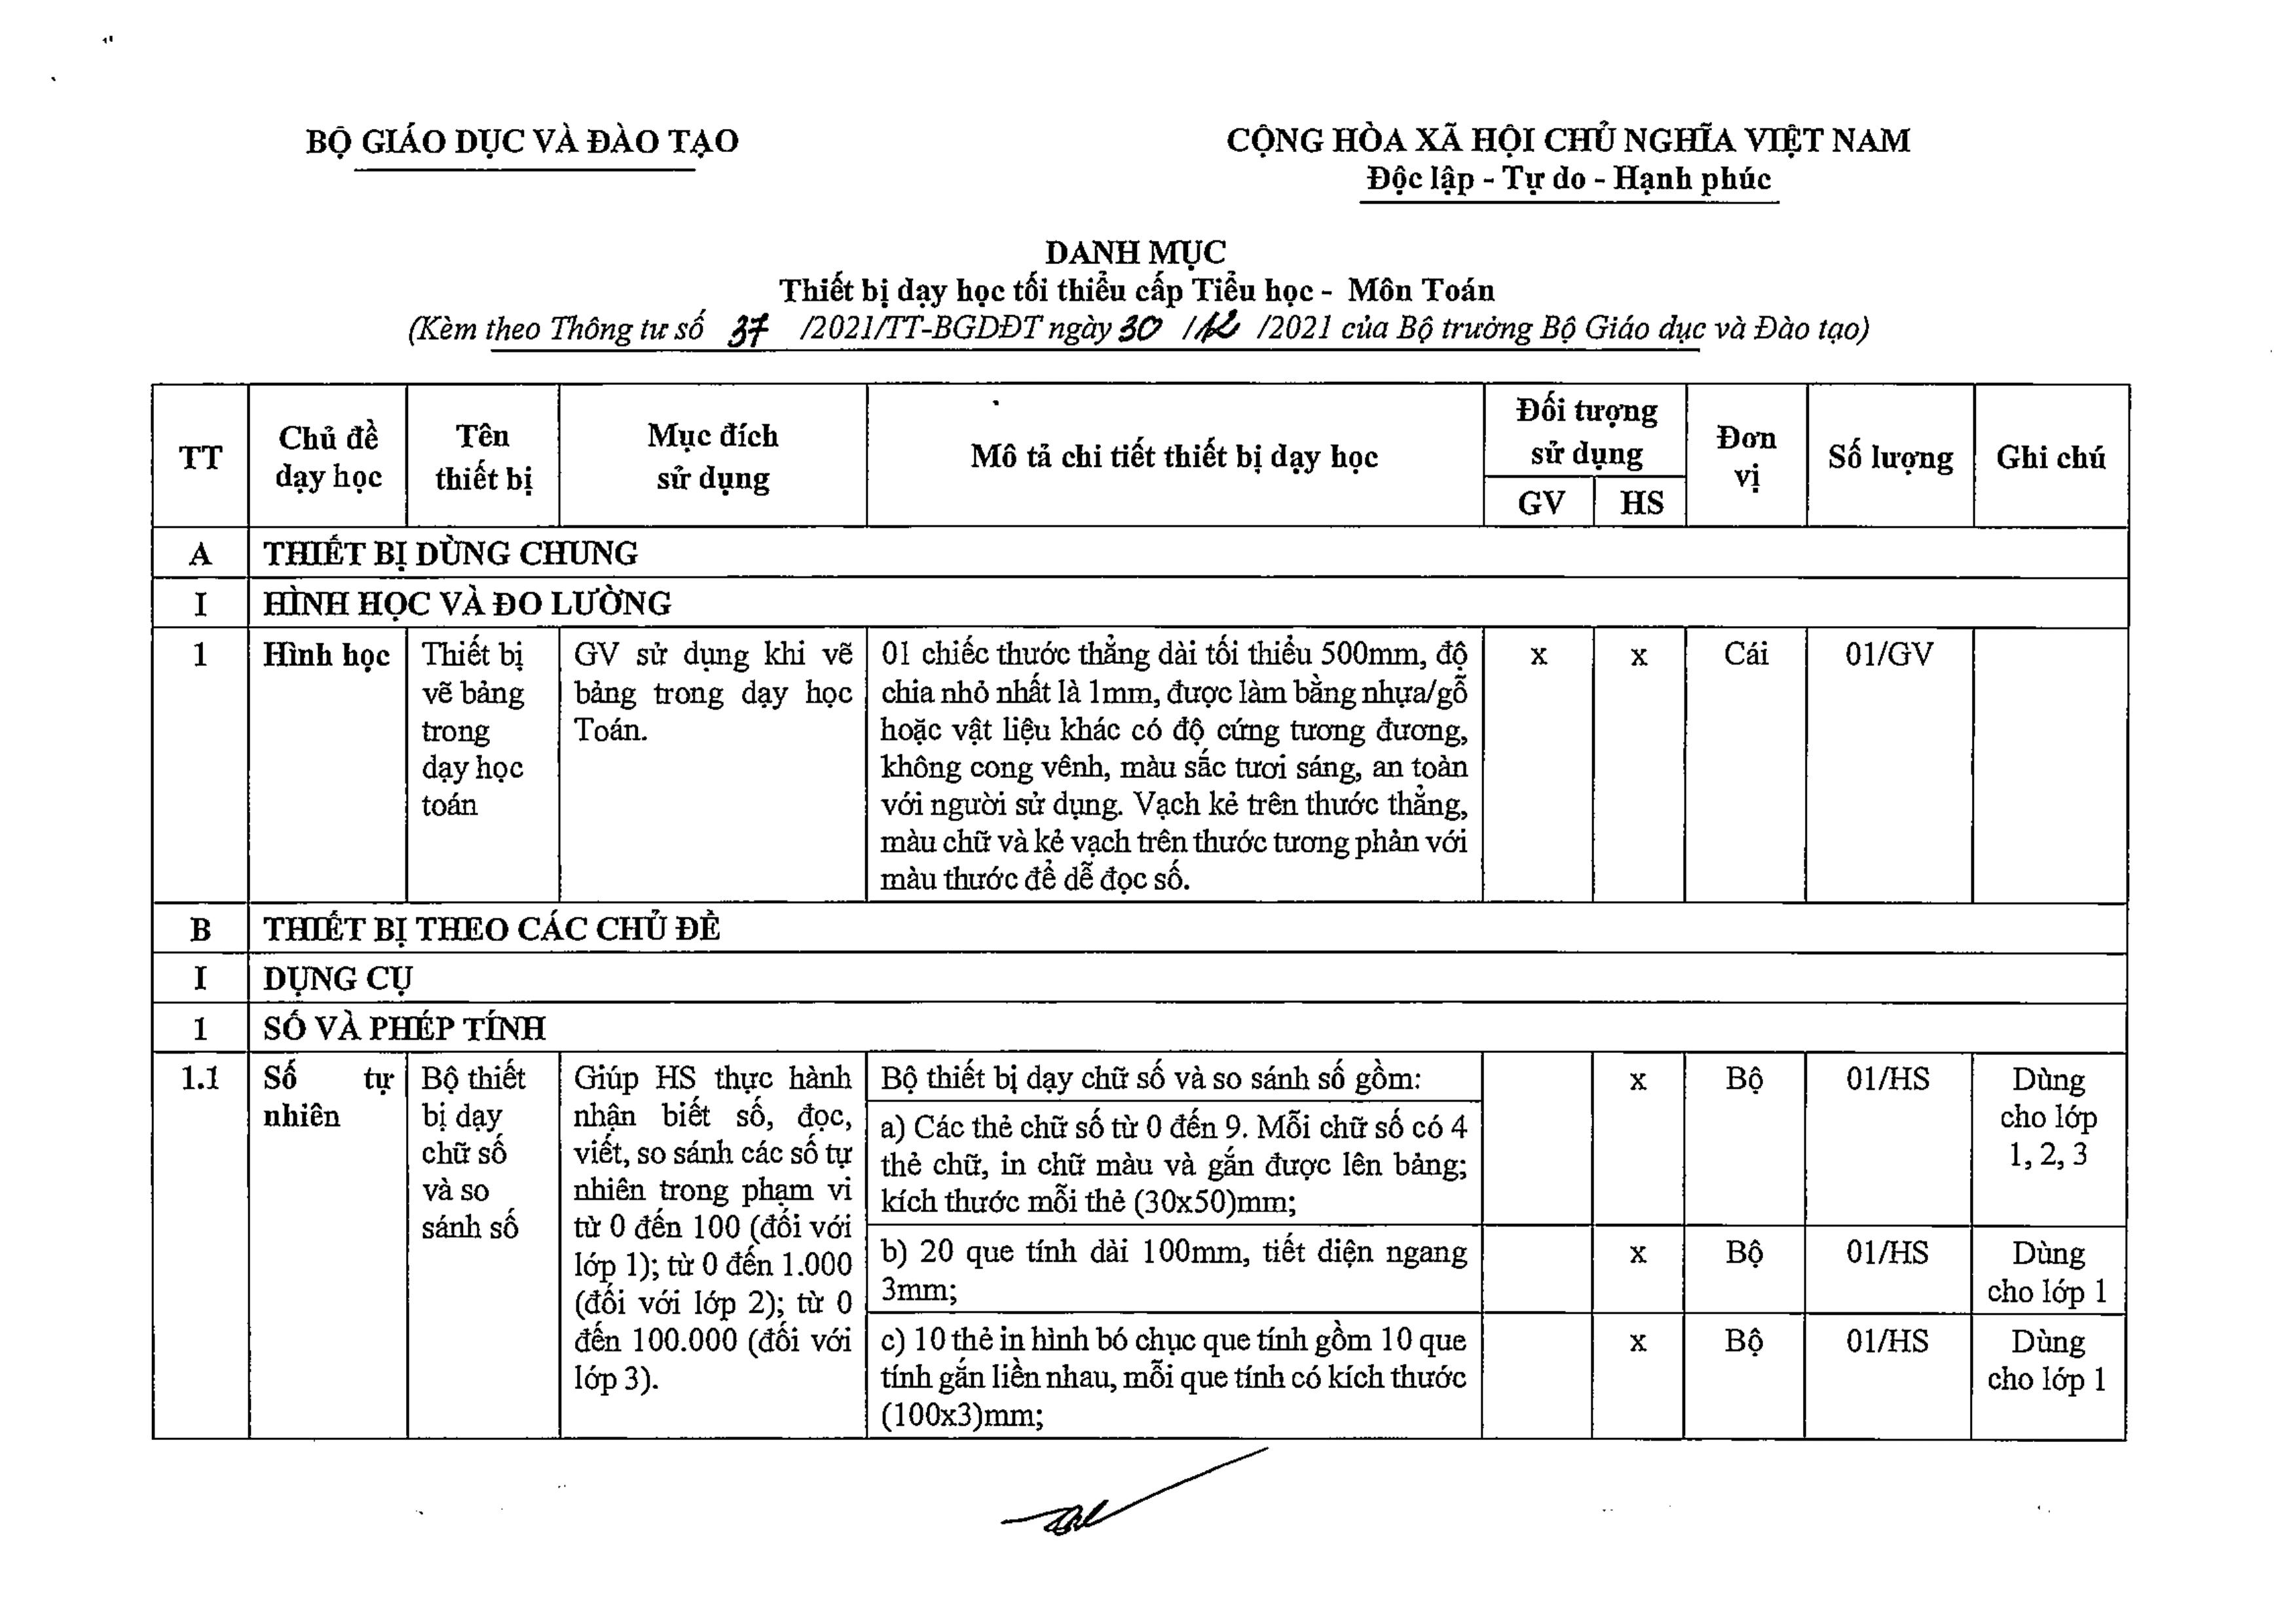 BỘ GIÁO DỤC VÀ ĐÀO TẠO
CỘNG HÒA XÃ HỘI CHỦ NGHĨA VIỆT NAM
Độc lập - Tự do - Hạnh phúc
DANH MỤC
Thiết bị dạy học tối thiểu cấp Tiểu học - Môn Toán
(Kèm theo Thông tư số 37 /2021/TT-BGDĐT ngày 30 /12 /2021 của Bộ trưởng Bộ Giáo dục và Đào tạo)
TT
Chủ đề
dạy học
Tên
thiết bị
Mục đích
sử dụng
Mô tả chi tiết thiết bị dạy học
Đối tượng
sử dụng
GV
HS
Đơn
vị
Số lượng
Ghi chú
A
THIẾT BỊ DÙNG CHUNG
I
HÌNH HỌC VÀ ĐO LƯỜNG
1
Hình học
Thiết bị
vẽ bảng
trong
dạy học
toán
GV sử dụng khi vẽ
bảng trong dạy học
Toán.
01 chiếc thước thẳng dài tối thiểu 500mm, độ
chia nhỏ nhất là 1mm, được làm bằng nhựa/gỗ
hoặc vật liệu khác có độ cứng tương đương,
không cong vênh, màu sắc tươi sáng, an toàn
với người sử dụng. Vạch kẻ trên thước thẳng,
màu chữ và kẻ vạch trên thước tương phản với
màu thước để dễ đọc số.
x
x
Cái
01/GV
B
THIẾT BỊ THEO CÁC CHỦ ĐỀ
I
DỤNG CỤ
1
SỐ VÀ PHÉP TÍNH
1.1
Số tự
nhiên
Bộ thiết
bị dạy
chữ số
và so
sánh số
Giúp HS thực hành
nhận biết số, đọc,
viết, so sánh các số tự
nhiên trong phạm vi
từ 0 đến 100 (đối với
lớp 1); từ 0 đến 1.000
(đối với lớp 2); từ 0
đến 100.000 (đối với
lớp 3).
Bộ thiết bị dạy chữ số và so sánh số gồm:
a) Các thẻ chữ số từ 0 đến 9. Mỗi chữ số có 4
thẻ chữ, in chữ màu và gắn được lên bảng;
kích thước mỗi thẻ (30x50)mm;
x
Bộ
01/HS
Dùng
cho lớp
1, 2, 3
b) 20 que tính dài 100mm, tiết diện ngang
3mm;
x
Bộ
01/HS
Dùng
cho lớp 1
c) 10 thẻ in hình bó chục que tính gồm 10 que
tính gắn liền nhau, mỗi que tính có kích thước
(100x3)mm;
x
Bộ
01/HS
Dùng
cho lớp 1